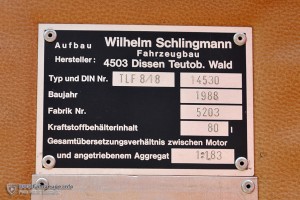 Aufbau Wilhelm Schlingmann
Hersteller: Fahrzeugbau
4503 Dissen Teutob. Wald
Typ und DIN Nr. TLF 8/18 14530
Baujahr 1988
Fabrik Nr. 5203
Kraftstoffbehälterinhalt 80 l
Gesamtübersetzungsverhältnis zwischen Motor
und angetriebenem Aggregat 1:1,83